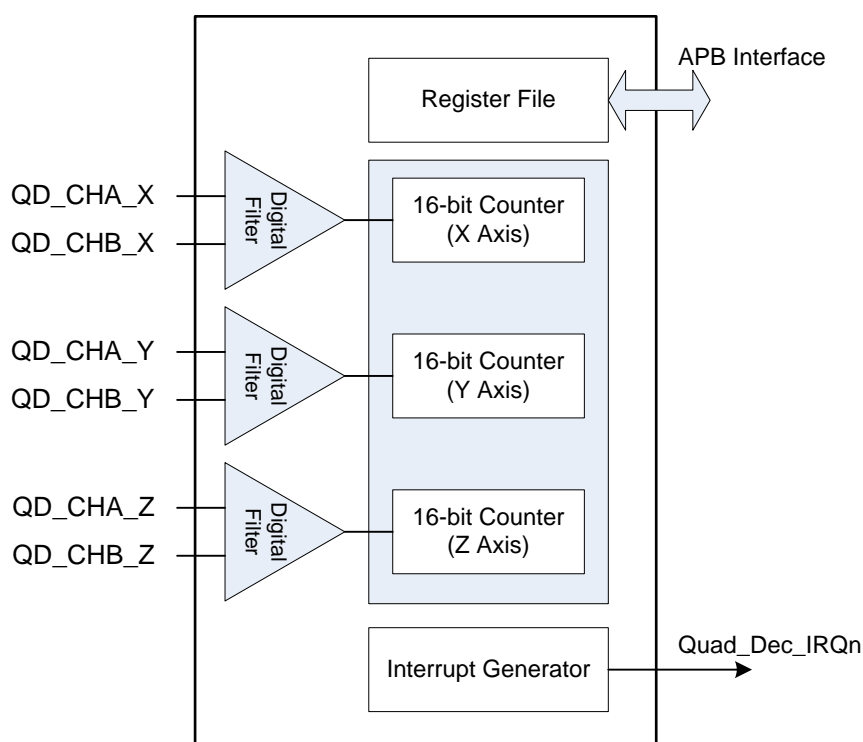 APB Interface
Register File
QD_CHA_X
QD_CHB_X
Digital
Filter
16-bit Counter
(X Axis)
QD_CHA_Y
QD_CHB_Y
Digital
Filter
16-bit Counter
(Y Axis)
QD_CHA_Z
QD_CHB_Z
Digital
Filter
16-bit Counter
(Z Axis)
Quad_Dec_IRQn
Interrupt Generator